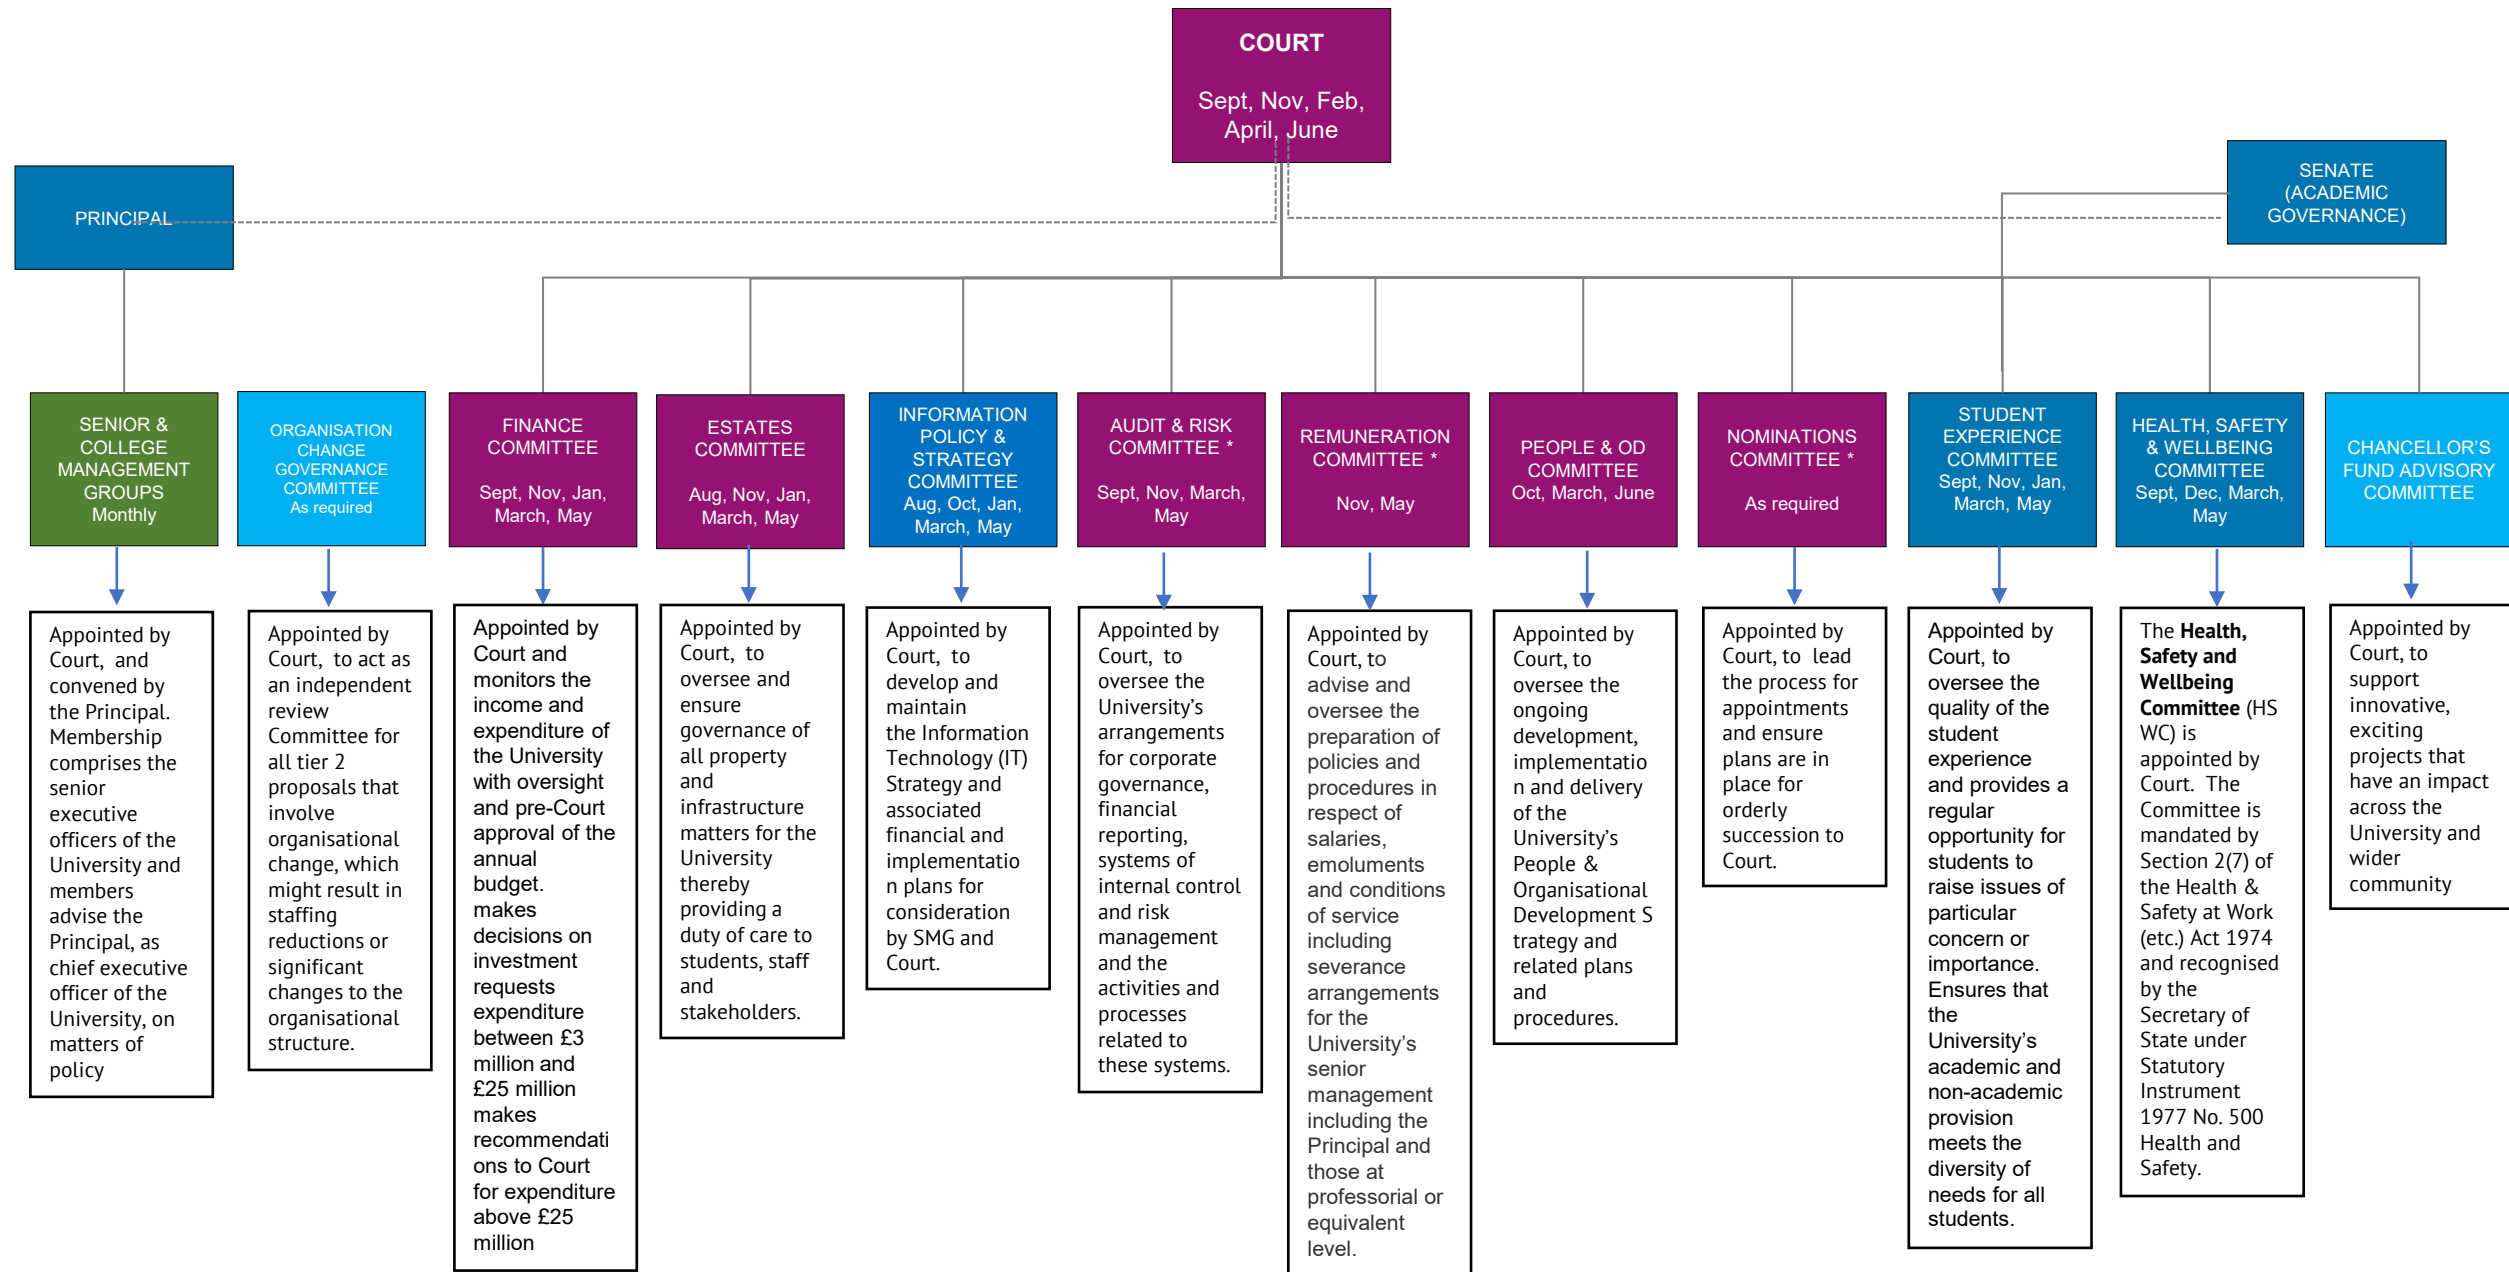 COURT
Sept, Nov, Feb,
April, June
PRINCIPAL
SENATE
(ACADEMIC
GOVERNANCE)
SENIOR &
COLLEGE
MANAGEMENT
GROUPS
Monthly
ORGANISATION
CHANGE
GOVERNANCE
COMMITTEE
As required
FINANCE
COMMITTEE
Sept, Nov, Jan,
March, May
ESTATES
COMMITTEE
Aug, Nov, Jan,
March, May
INFORMATION
POLICY &
STRATEGY
COMMITTEE
Aug, Oct, Jan,
March, May
AUDIT & RISK
COMMITTEE *
Sept, Nov, March,
May
REMUNERATION
COMMITTEE *
Nov, May
PEOPLE & OD
COMMITTEE
Oct, March, June
NOMINATIONS
COMMITTEE *
As required
STUDENT
EXPERIENCE
COMMITTEE
Sept, Nov, Jan,
March, May
HEALTH, SAFETY
& WELLBEING
COMMITTEE
Sept, Dec, March,
May
CHANCELLOR'S
FUND ADVISORY
COMMITTEE
Appointed by
Court, and
convened by
the Principal.
Membership
comprises the
senior
executive
officers of the
University and
members
advise the
Principal, as
chief executive
officer of the
University, on
matters of
policy
Appointed by
Court, to act as
an independent
review
Committee for
all tier 2
proposals that
involve
organisational
change, which
might result in
staffing
reductions or
significant
changes to the
organisational
structure.
Appointed by
Court and
monitors the
income and
expenditure of
the University
with oversight
and pre-Court
approval of the
annual
budget.
makes
decisions on
investment
requests
expenditure
between £3
million and
£25 million
makes
recommendati
ons to Court
for expenditure
above £25
million
Appointed by
Court, to
oversee and
ensure
governance of
all property
and
infrastructure
matters for the
University
thereby
providing a
duty of care to
students, staff
and
stakeholders.
Appointed by
Court, to
develop and
maintain
the Information
Technology (IT)
Strategy and
associated
financial and
implementatio
n plans for
consideration
by SMG and
Court.
Appointed by
Court, to
oversee the
University's
arrangements
for corporate
governance,
financial
reporting,
systems of
internal control
and risk
management
and the
activities and
processes
related to
these systems.
Appointed by
Court, to
advise and
oversee the
preparation of
policies and
procedures in
respect of
salaries,
emoluments
and conditions
of service
including
severance
arrangements
for the
University's
senior
management
including the
Principal and
those at
professorial or
equivalent
level.
Appointed by
Court, to
oversee the
ongoing
development,
implementatio
n and delivery
of the
University's
People &
Organisational
Development S
trategy and
related plans
and
procedures.
Appointed by
Court, to lead
the process for
appointments
and ensure
plans are in
place for
orderly
succession to
Court.
Appointed by
Court, to
oversee the
quality of the
student
experience
and provides a
regular
opportunity for
students to
raise issues of
particular
concern or
importance.
Ensures that
the
University's
academic and
non-academic
provision
meets the
diversity of
needs for all
students.
The Health,
Safety and
Wellbeing
Committee (HS
WC) is
appointed by
Court. The
Committee is
mandated by
Section 2(7) of
the Health &
Safety at Work
(etc.) Act 1974
and recognised
by the
Secretary of
State under
Statutory
Instrument
1977 No. 500
Health and
Safety.
Appointed by
Court, to
support
innovative,
exciting
projects that
have an impact
across the
University and
wider
community